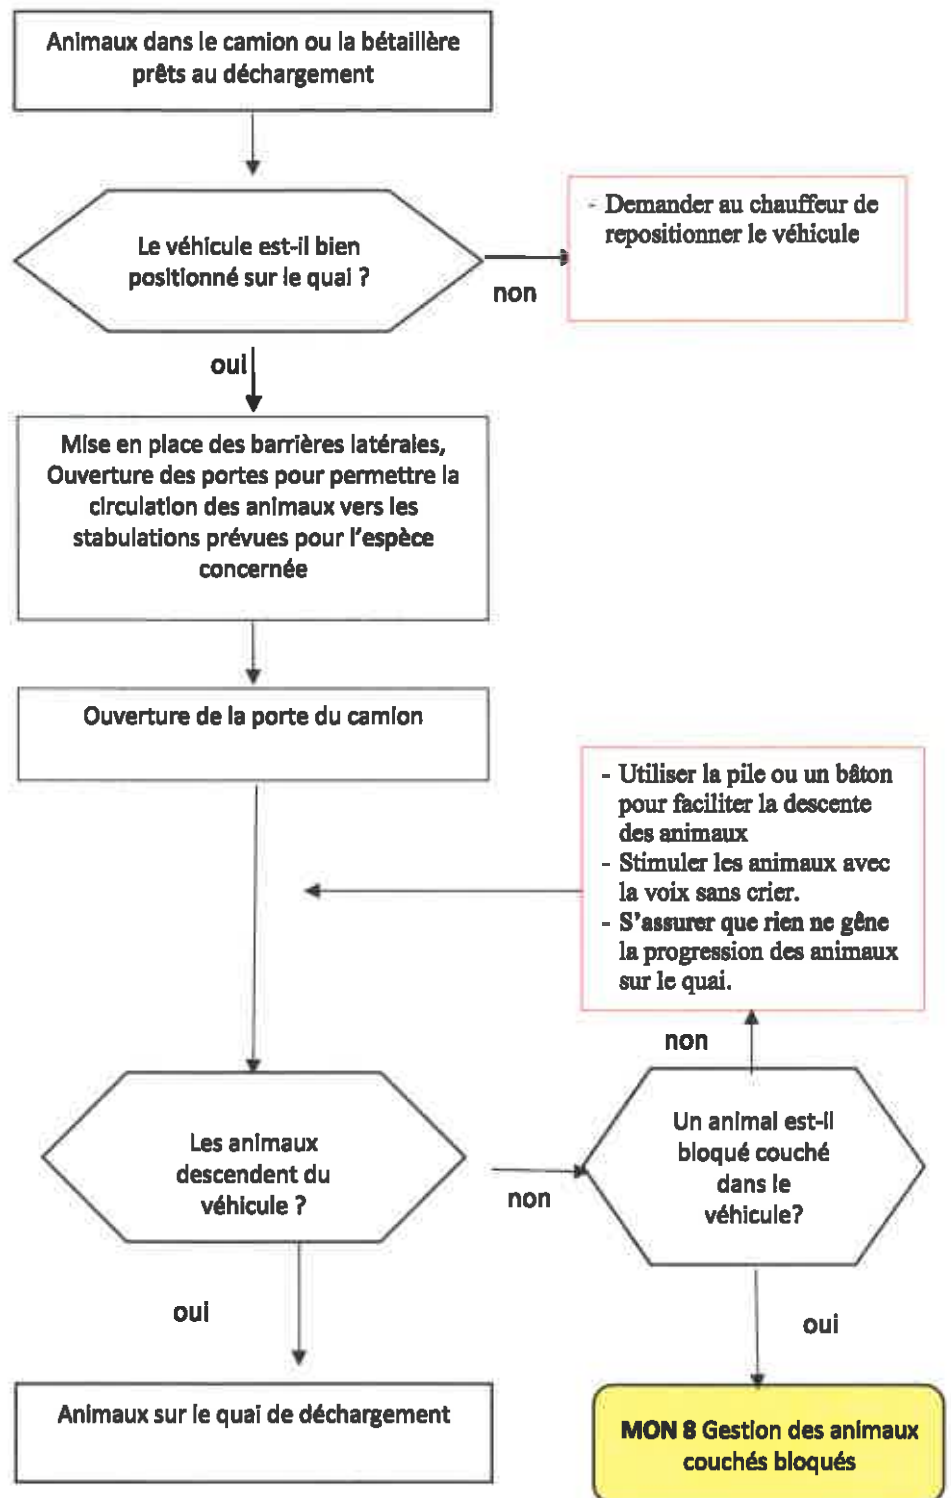 Animaux dans le camion ou la bétaillère
prêts au déchargement
Le véhicule est-il bien
positionné sur le quai ?
non
- Demander au chauffeur de
repositionner le véhicule
oui
Mise en place des barrières latérales,
Ouverture des portes pour permettre la
circulation des animaux vers les
stabulations prévues pour l'espèce
concernée
Ouverture de la porte du camion
- Utiliser la pile ou un bâton
pour faciliter la descente
des animaux
- Stimuler les animaux avec
la voix sans crier.
- S'assurer que rien ne gêne
la progression des animaux
sur le quai.
non
Les animaux
descendent du
véhicule ?
non
Un animal est-il
bloqué couché
dans le
véhicule?
oui
oui
Animaux sur le quai de déchargement
MON 8 Gestion des animaux
couchés bloqués